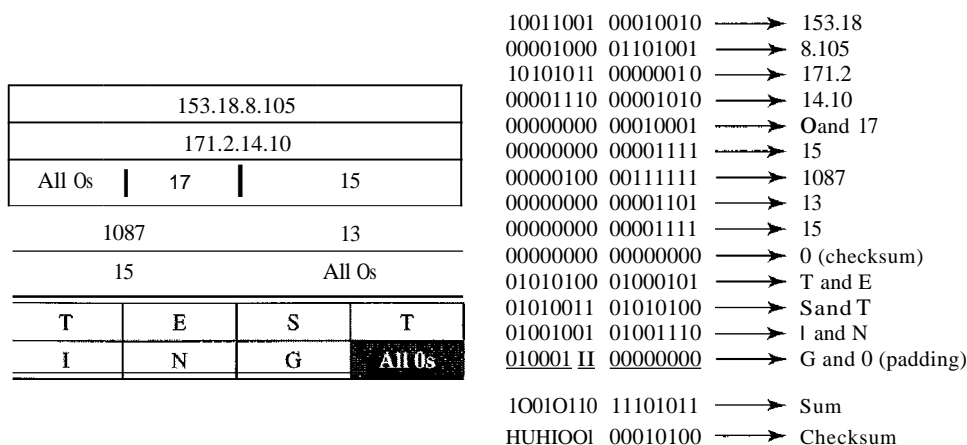 153.18.8.105
171.2.14.10
All 0s 17 15
1087 13
15 All 0s
T E S T
I N G All 0s
10011001 00010010 153.18
00001000 01101001 8.105
10101011 00000010 171.2
00001110 00001010 14.10
00000000 00010001 Oand 17
00000000 00001111 15
00000100 00111111 1087
00000000 00001101 13
00000000 00001111 15
00000000 00000000 0 (checksum)
01010100 01000101 T and E
01010011 01010100 Sand T
01001001 01001110 I and N
010001 II 00000000 G and 0 (padding)
1O01O110 11101011 Sum
HUHIOOl 00010100 Checksum